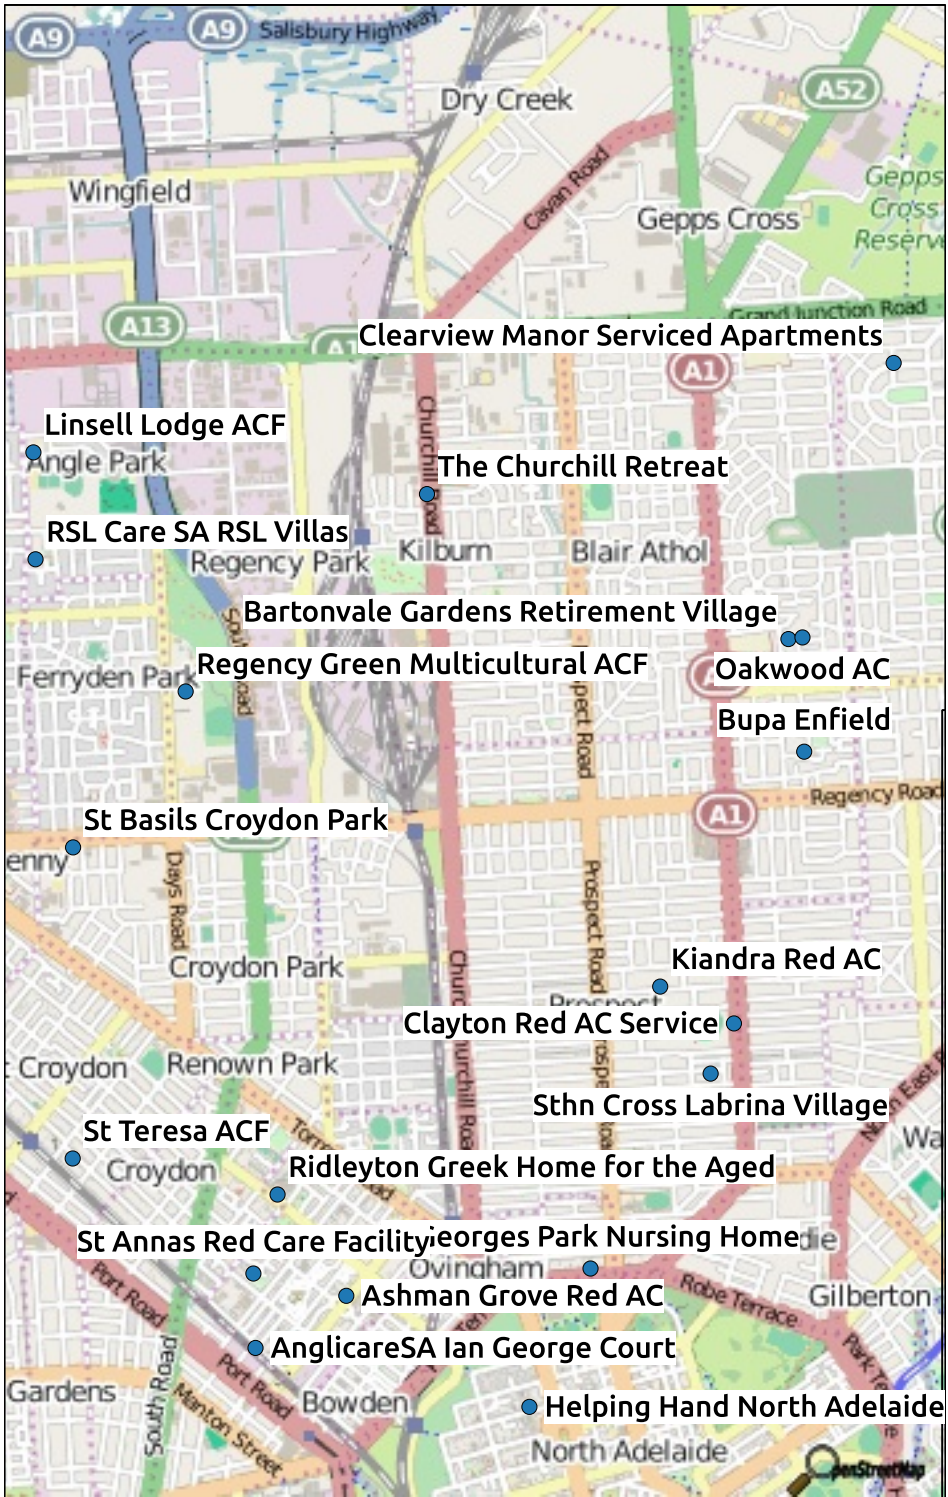 A9
A9
Salisbury Highway
Dry Creek
A52
Cavan Road
Wingfield
Gepps Cross
Gepps
Cross
Reserve
A13
Grand Junction Road
Clearview Manor Serviced Apartments
A1
Linsell Lodge ACF
Angle Park
Churchill Road
The Churchill Retreat
RSL Care SA RSL Villas
Regency Park
Kilburn
Blair Athol
Bartonvale Gardens Retirement Village
Oakwood AC
Regency Green Multicultural ACF
Ferryden Park
Bupa Enfield
Regency Road
A1
St Basils Croydon Park
enny
Days Road
Prospect Road
Croydon Park
Kiandra Red AC
Prospect
Clayton Red AC Service
Croydon
Renown Park
Sthn Cross Labrina Village
St Teresa ACF
Croydon
Ridleyton Greek Home for the Aged
St Annas Red Care Facility
eorges Park Nursing Home
die
Ovingham
Ashman Grove Red AC
Robe Terrace
Gilberton
Port Road
AnglicareSA Ian George Court
Gardens
South Road
Port Road
Manton Street
Bowden
Helping Hand North Adelaide
North Adelaide
penStreetMap